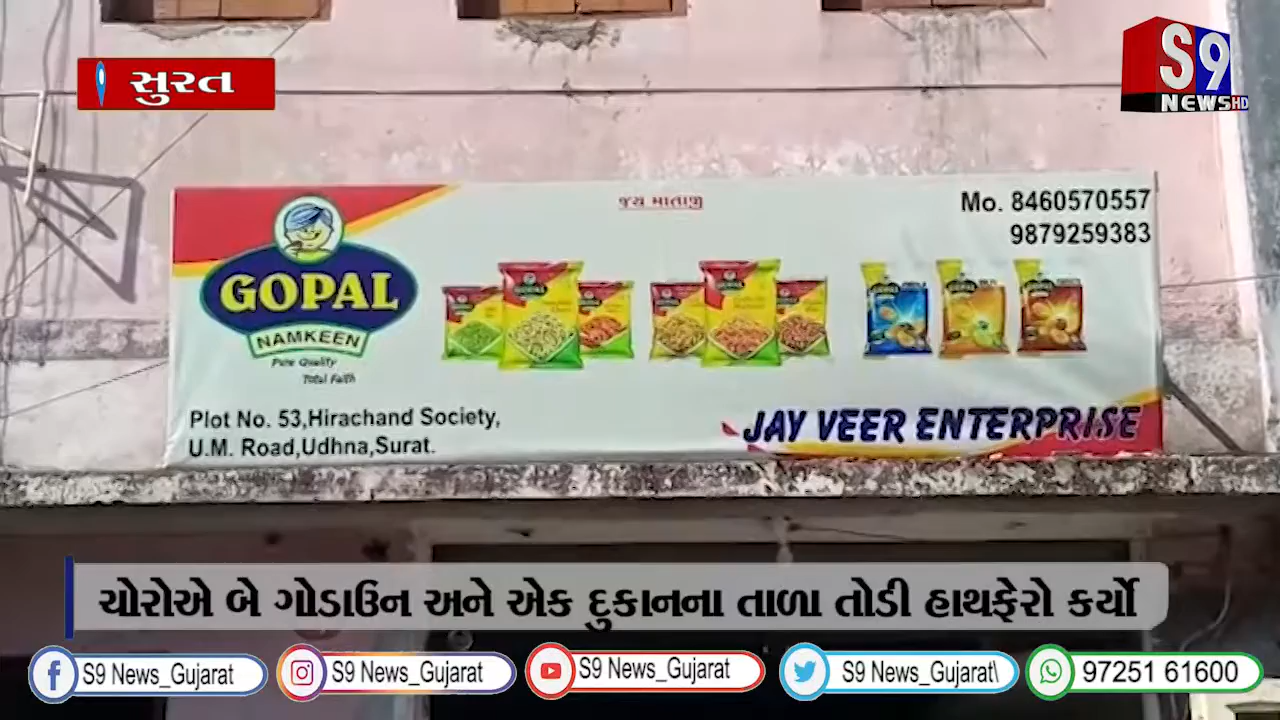 સુરત
S9
NEWS HD
જય માતાજી
Mo. 8460570557
9879259383
GOPAL
NAMKEEN
Pure Quality
Total Faith
Plot No. 53,Hirachand Society,
U.M. Road,Udhna,Surat.
JAY VEER ENTERPRISE
ચોરોએ બે ગોડાઉન અને એક દુકાનના તાળા તોડી હાથફેરો કર્યો
S9 News_Gujarat
S9 News_Gujarat
S9 News_Gujarat
S9 News_Gujarat\
97251 61600